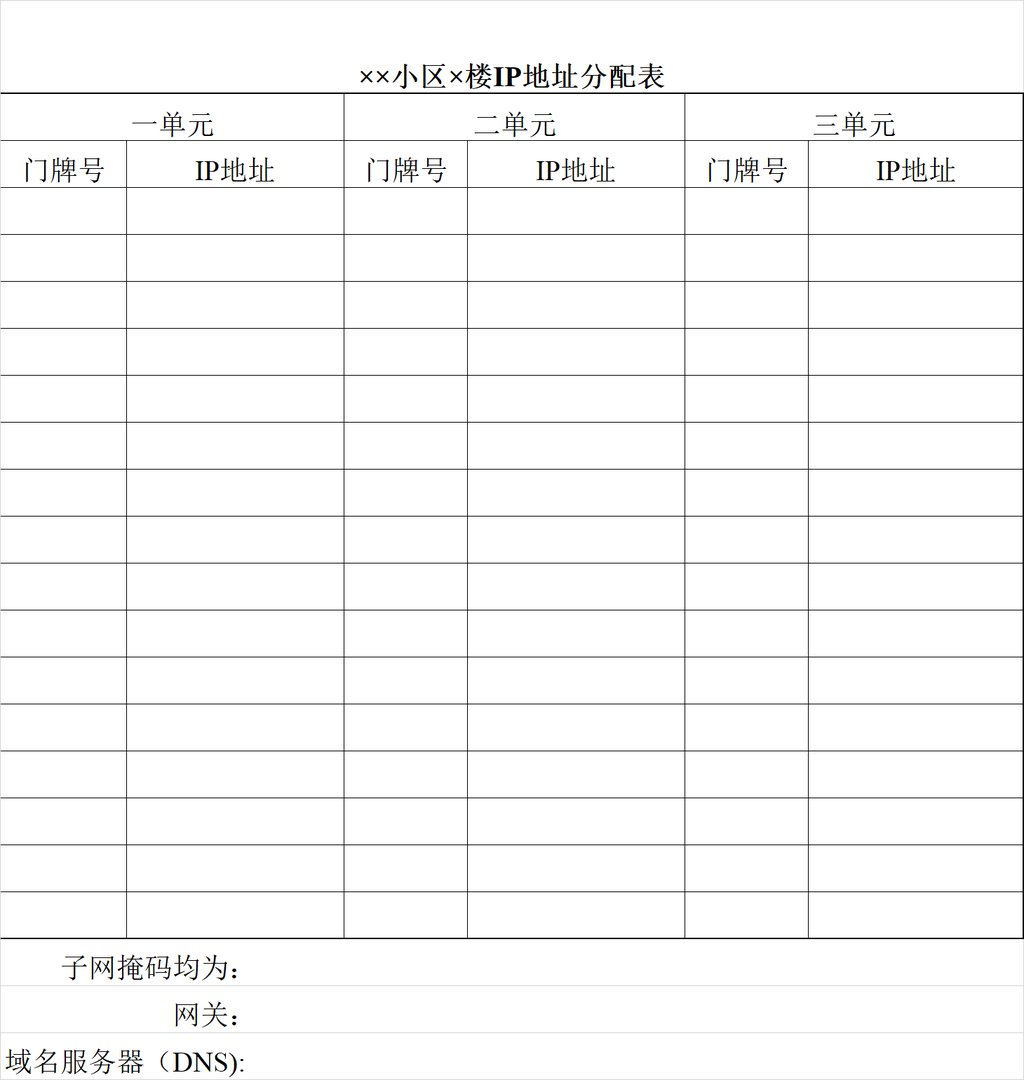 ××小区×楼IP地址分配表
一单元 二单元 三单元
门牌号 IP地址 门牌号 IP地址 门牌号 IP地址
子网掩码均为：
网关：
域名服务器（DNS):